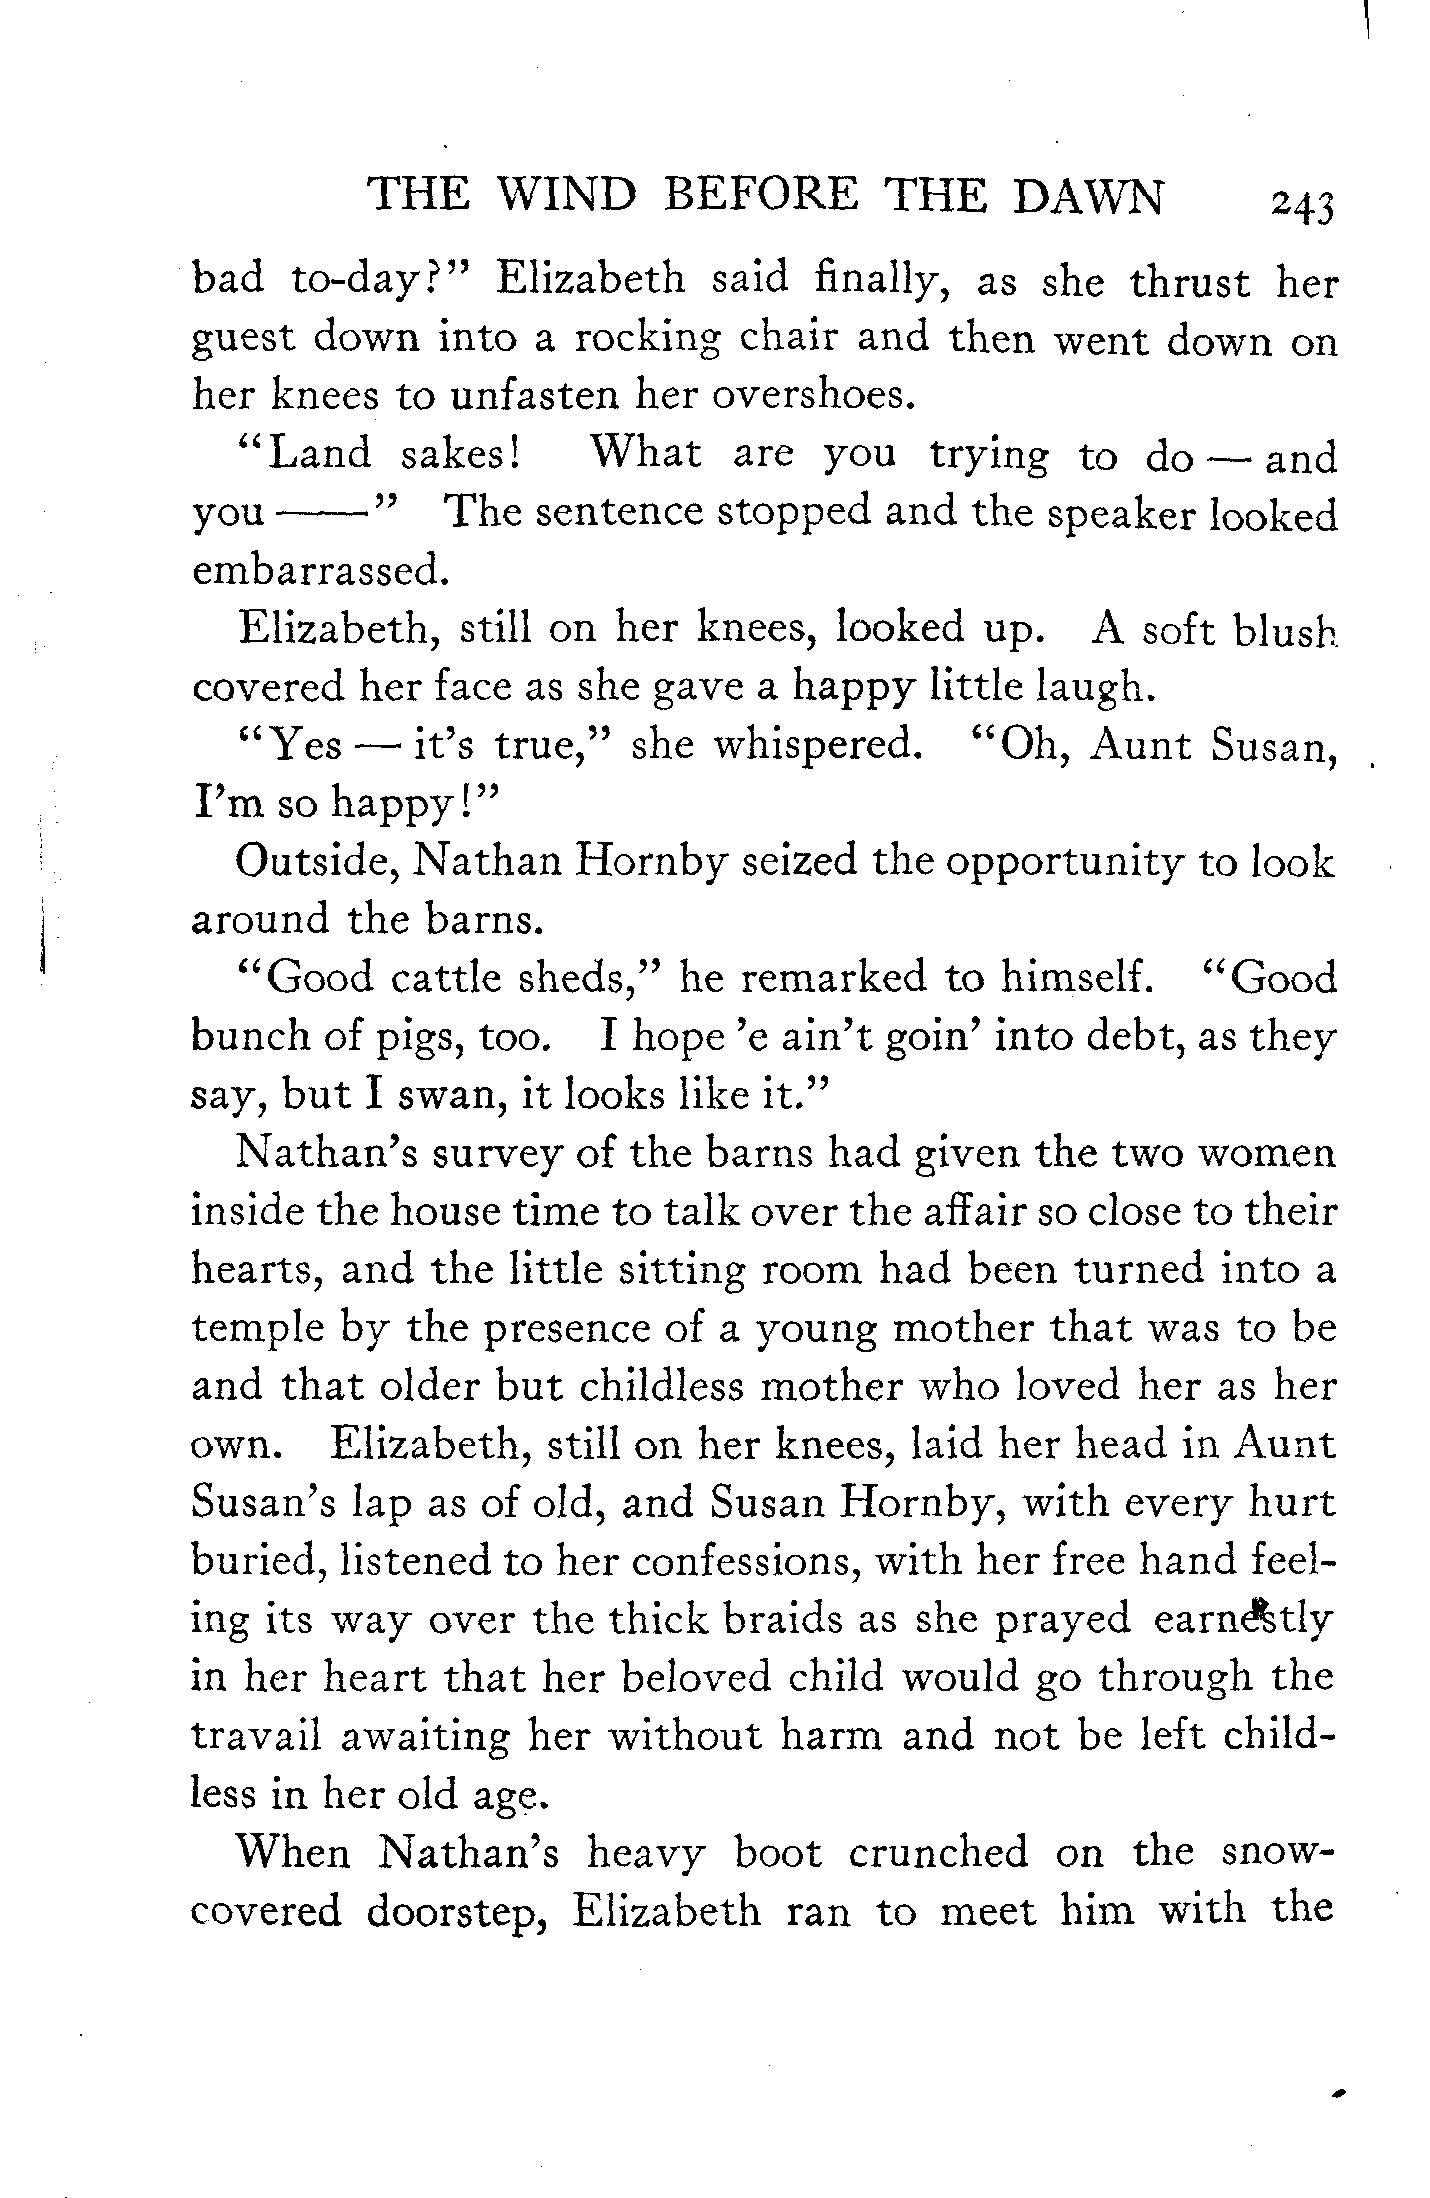 THE WIND BEFORE THE DAWN 243
bad to-day?” Elizabeth said finally, as she thrust her
guest down into a rocking chair and then went down on
her knees to unfasten her overshoes.
“Land sakes! What are you trying to do — and
you ——” The sentence stopped and the speaker looked
embarrassed.
Elizabeth, still on her knees, looked up. A soft blush
covered her face as she gave a happy little laugh.
“Yes — it’s true,” she whispered. “Oh, Aunt Susan,
I’m so happy!”
Outside, Nathan Hornby seized the opportunity to look
around the barns.
“Good cattle sheds,” he remarked to himself. “Good
bunch of pigs, too. I hope ’e ain’t goin’ into debt, as they
say, but I swan, it looks like it.”
Nathan’s survey of the barns had given the two women
inside the house time to talk over the affair so close to their
hearts, and the little sitting room had been turned into a
temple by the presence of a young mother that was to be
and that older but childless mother who loved her as her
own. Elizabeth, still on her knees, laid her head in Aunt
Susan’s lap as of old, and Susan Hornby, with every hurt
buried, listened to her confessions, with her free hand feel-
ing its way over the thick braids as she prayed earnestly
in her heart that her beloved child would go through the
travail awaiting her without harm and not be left child-
less in her old age.
When Nathan’s heavy boot crunched on the snow-
covered doorstep, Elizabeth ran to meet him with the